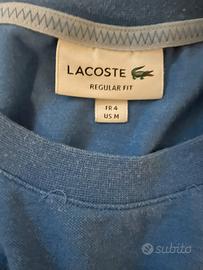 LACOSTE
REGULAR FIT
FR 4
US M
subito